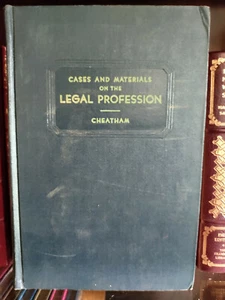 CASES AND MATERIALS
ON THE
LEGAL PROFESSION
CHEATHAM